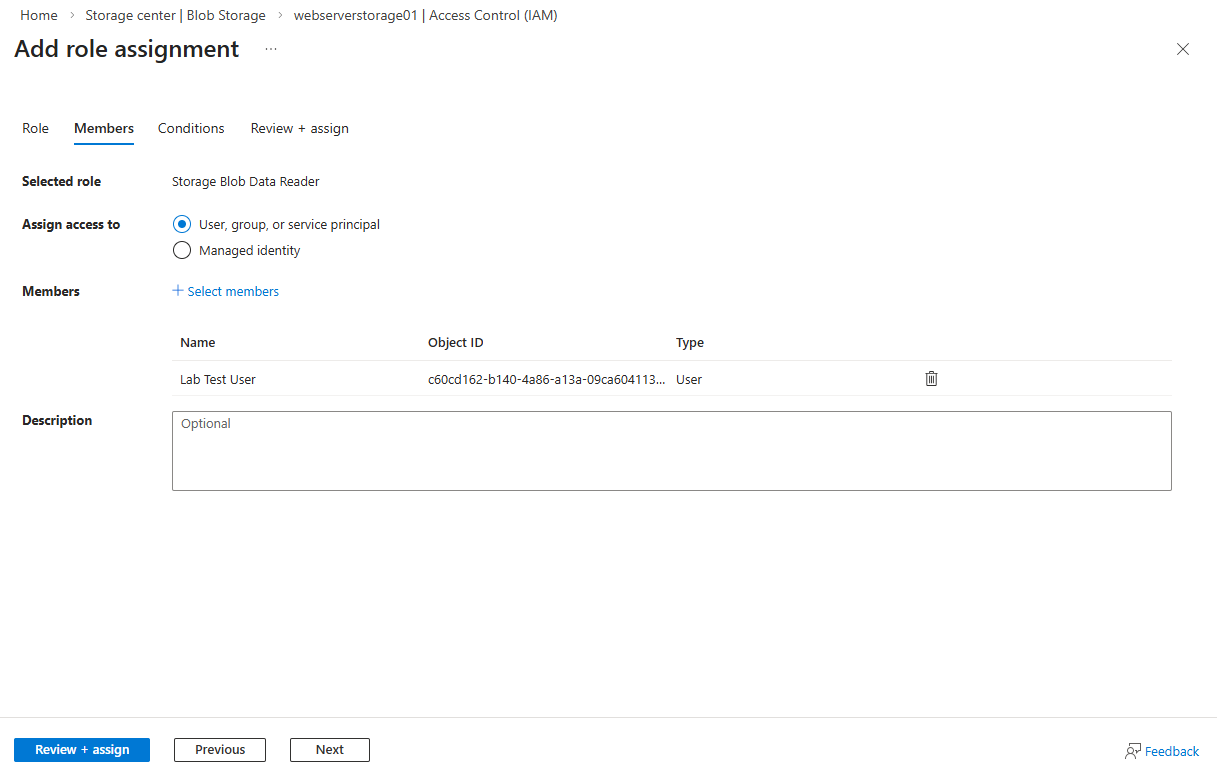 Home > Storage center | Blob Storage > webserverstorage01 | Access Control (IAM)
Add role assignment ...
Role Members Conditions Review + assign
Selected role Storage Blob Data Reader
Assign access to User, group, or service principal
Managed identity
Members + Select members
Name Object ID Type
Lab Test User c60cd162-b140-4a86-a13a-09ca604113... User
Description Optional
Review + assign Previous Next Feedback